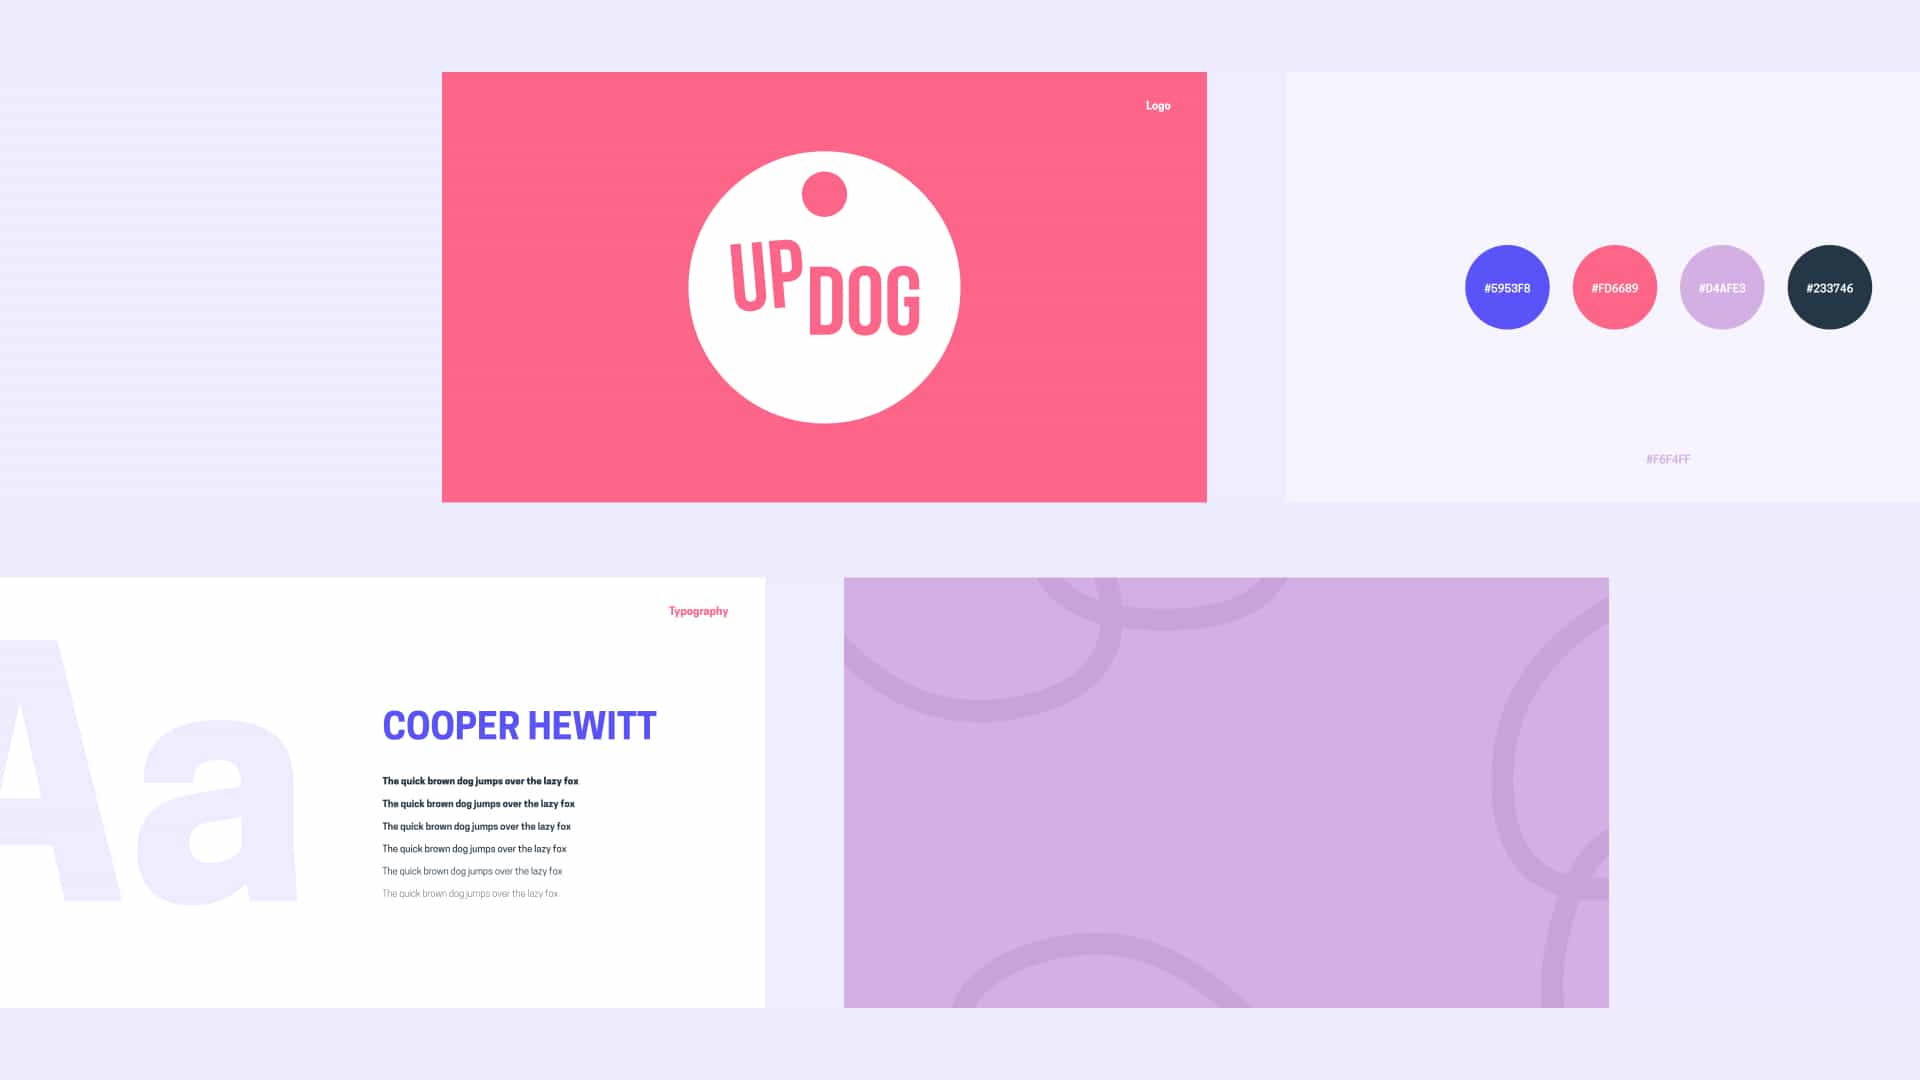 Logo
UP DOG
#5953F8 #FD6689 #D4AFE3 #233746
#F6F4FF
Typography
Aa
COOPER HEWITT
The quick brown dog jumps over the lazy fox
The quick brown dog jumps over the lazy fox
The quick brown dog jumps over the lazy fox
The quick brown dog jumps over the lazy fox
The quick brown dog jumps over the lazy fox
The quick brown dog jumps over the lazy fox